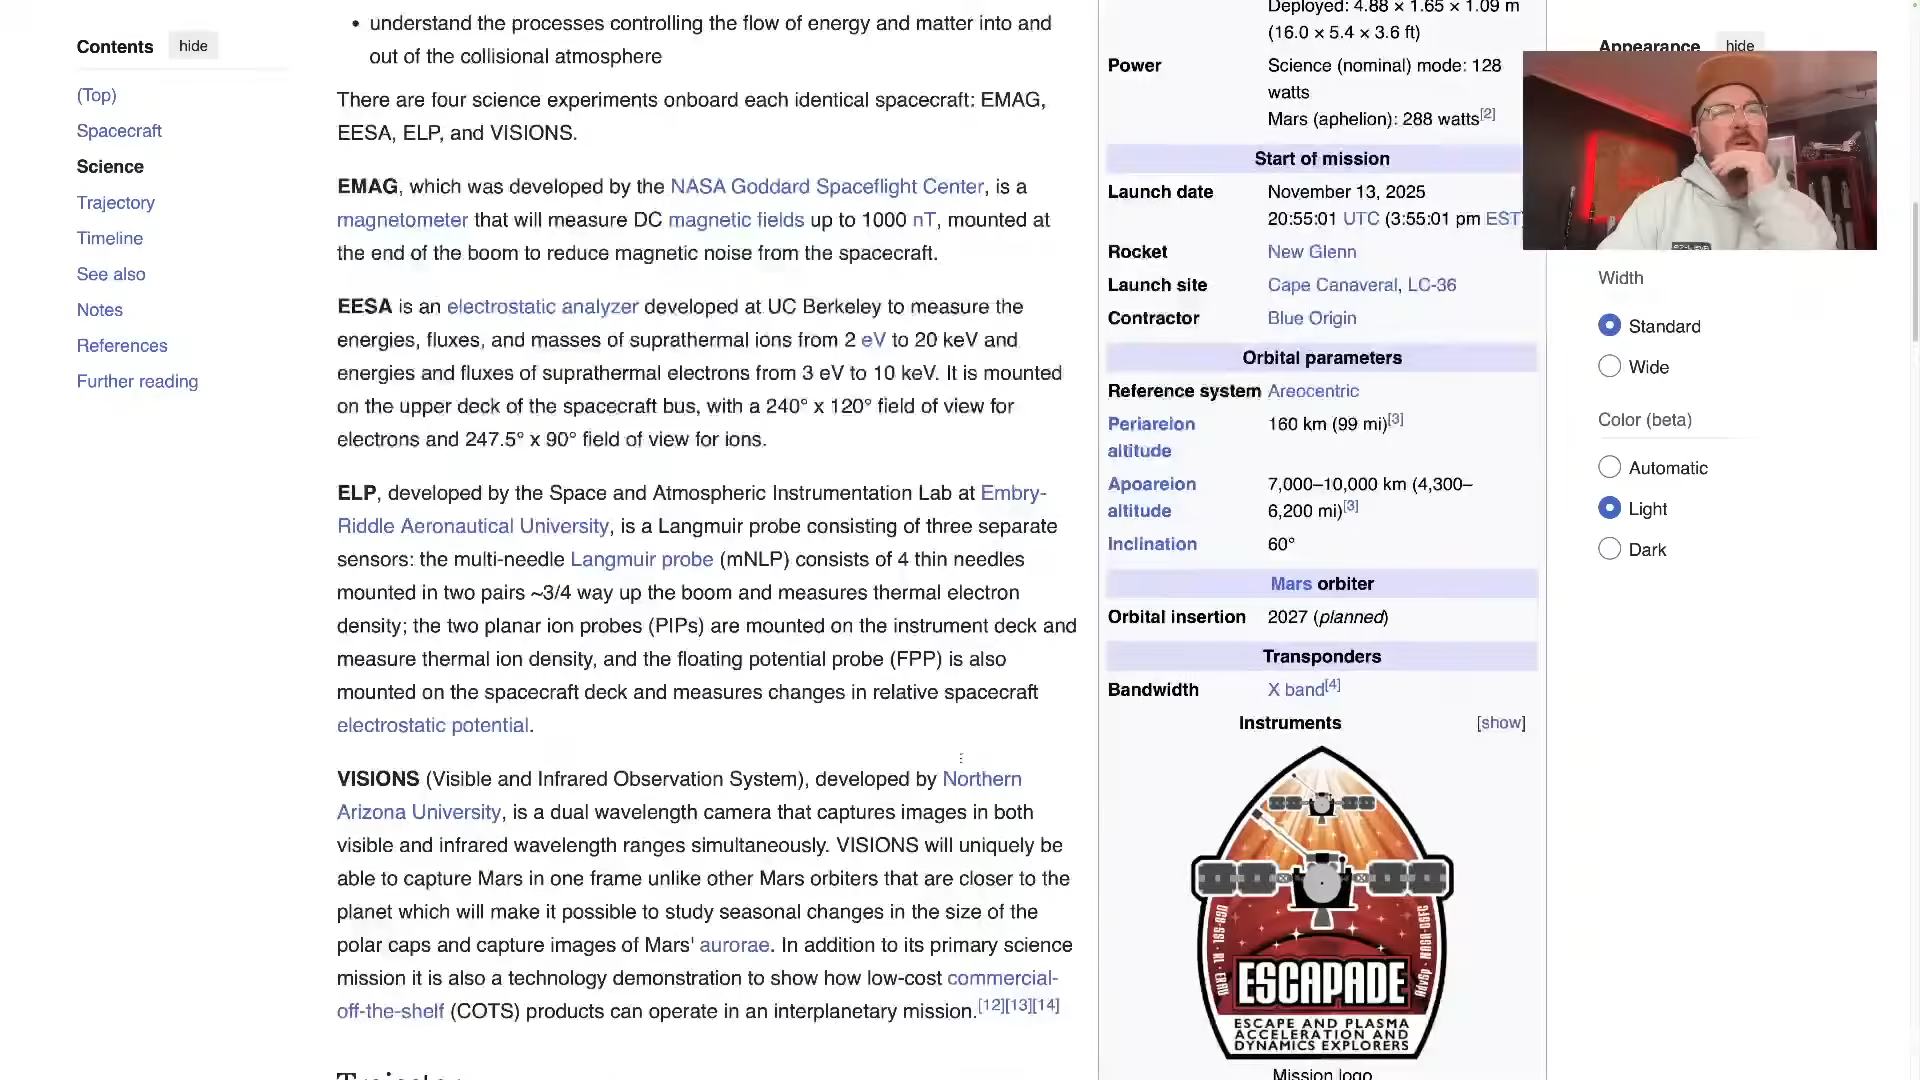 Contents hide
(Top)
Spacecraft
Science
Trajectory
Timeline
See also
Notes
References
Further reading
• understand the processes controlling the flow of energy and matter into and
out of the collisional atmosphere
There are four science experiments onboard each identical spacecraft: EMAG,
EESA, ELP, and VISIONS.
EMAG, which was developed by the NASA Goddard Spaceflight Center, is a
magnetometer that will measure DC magnetic fields up to 1000 nT, mounted at
the end of the boom to reduce magnetic noise from the spacecraft.
EESA is an electrostatic analyzer developed at UC Berkeley to measure the
energies, fluxes, and masses of suprathermal ions from 2 eV to 20 keV and
energies and fluxes of suprathermal electrons from 3 eV to 10 keV. It is mounted
on the upper deck of the spacecraft bus, with a 240° x 120° field of view for
electrons and 247.5° x 90° field of view for ions.
ELP, developed by the Space and Atmospheric Instrumentation Lab at Embry-
Riddle Aeronautical University, is a Langmuir probe consisting of three separate
sensors: the multi-needle Langmuir probe (mNLP) consists of 4 thin needles
mounted in two pairs ~3/4 way up the boom and measures thermal electron
density; the two planar ion probes (PIPs) are mounted on the instrument deck and
measure thermal ion density, and the floating potential probe (FPP) is also
mounted on the spacecraft deck and measures changes in relative spacecraft
electrostatic potential.
VISIONS (Visible and Infrared Observation System), developed by Northern
Arizona University, is a dual wavelength camera that captures images in both
visible and infrared wavelength ranges simultaneously. VISIONS will uniquely be
able to capture Mars in one frame unlike other Mars orbiters that are closer to the
planet which will make it possible to study seasonal changes in the size of the
polar caps and capture images of Mars' aurorae. In addition to its primary science
mission it is also a technology demonstration to show how low-cost commercial-
off-the-shelf (COTS) products can operate in an interplanetary mission.[12][13][14]
Deployed: 4.88 × 1.65 × 1.09 m
(16.0 × 5.4 × 3.6 ft)
Power Science (nominal) mode: 128
watts
Mars (aphelion): 288 watts[2]
Start of mission
Launch date November 13, 2025
20:55:01 UTC (3:55:01 pm EST)
Rocket New Glenn
Launch site Cape Canaveral, LC-36
Contractor Blue Origin
Orbital parameters
Reference system Areocentric
Periareion 160 km (99 mi)[3]
altitude
Apoareion 7,000–10,000 km (4,300–
altitude 6,200 mi)[3]
Inclination 60°
Mars orbiter
Orbital insertion 2027 (planned)
Transponders
Bandwidth X band[4]
Instruments [show]
ESCAPADE
ESCAPE AND PLASMA
ACCELERATION AND
DYNAMICS EXPLORERS
Mission logo
Appearance hide
Width
Standard
Wide
Color (beta)
Automatic
Light
Dark